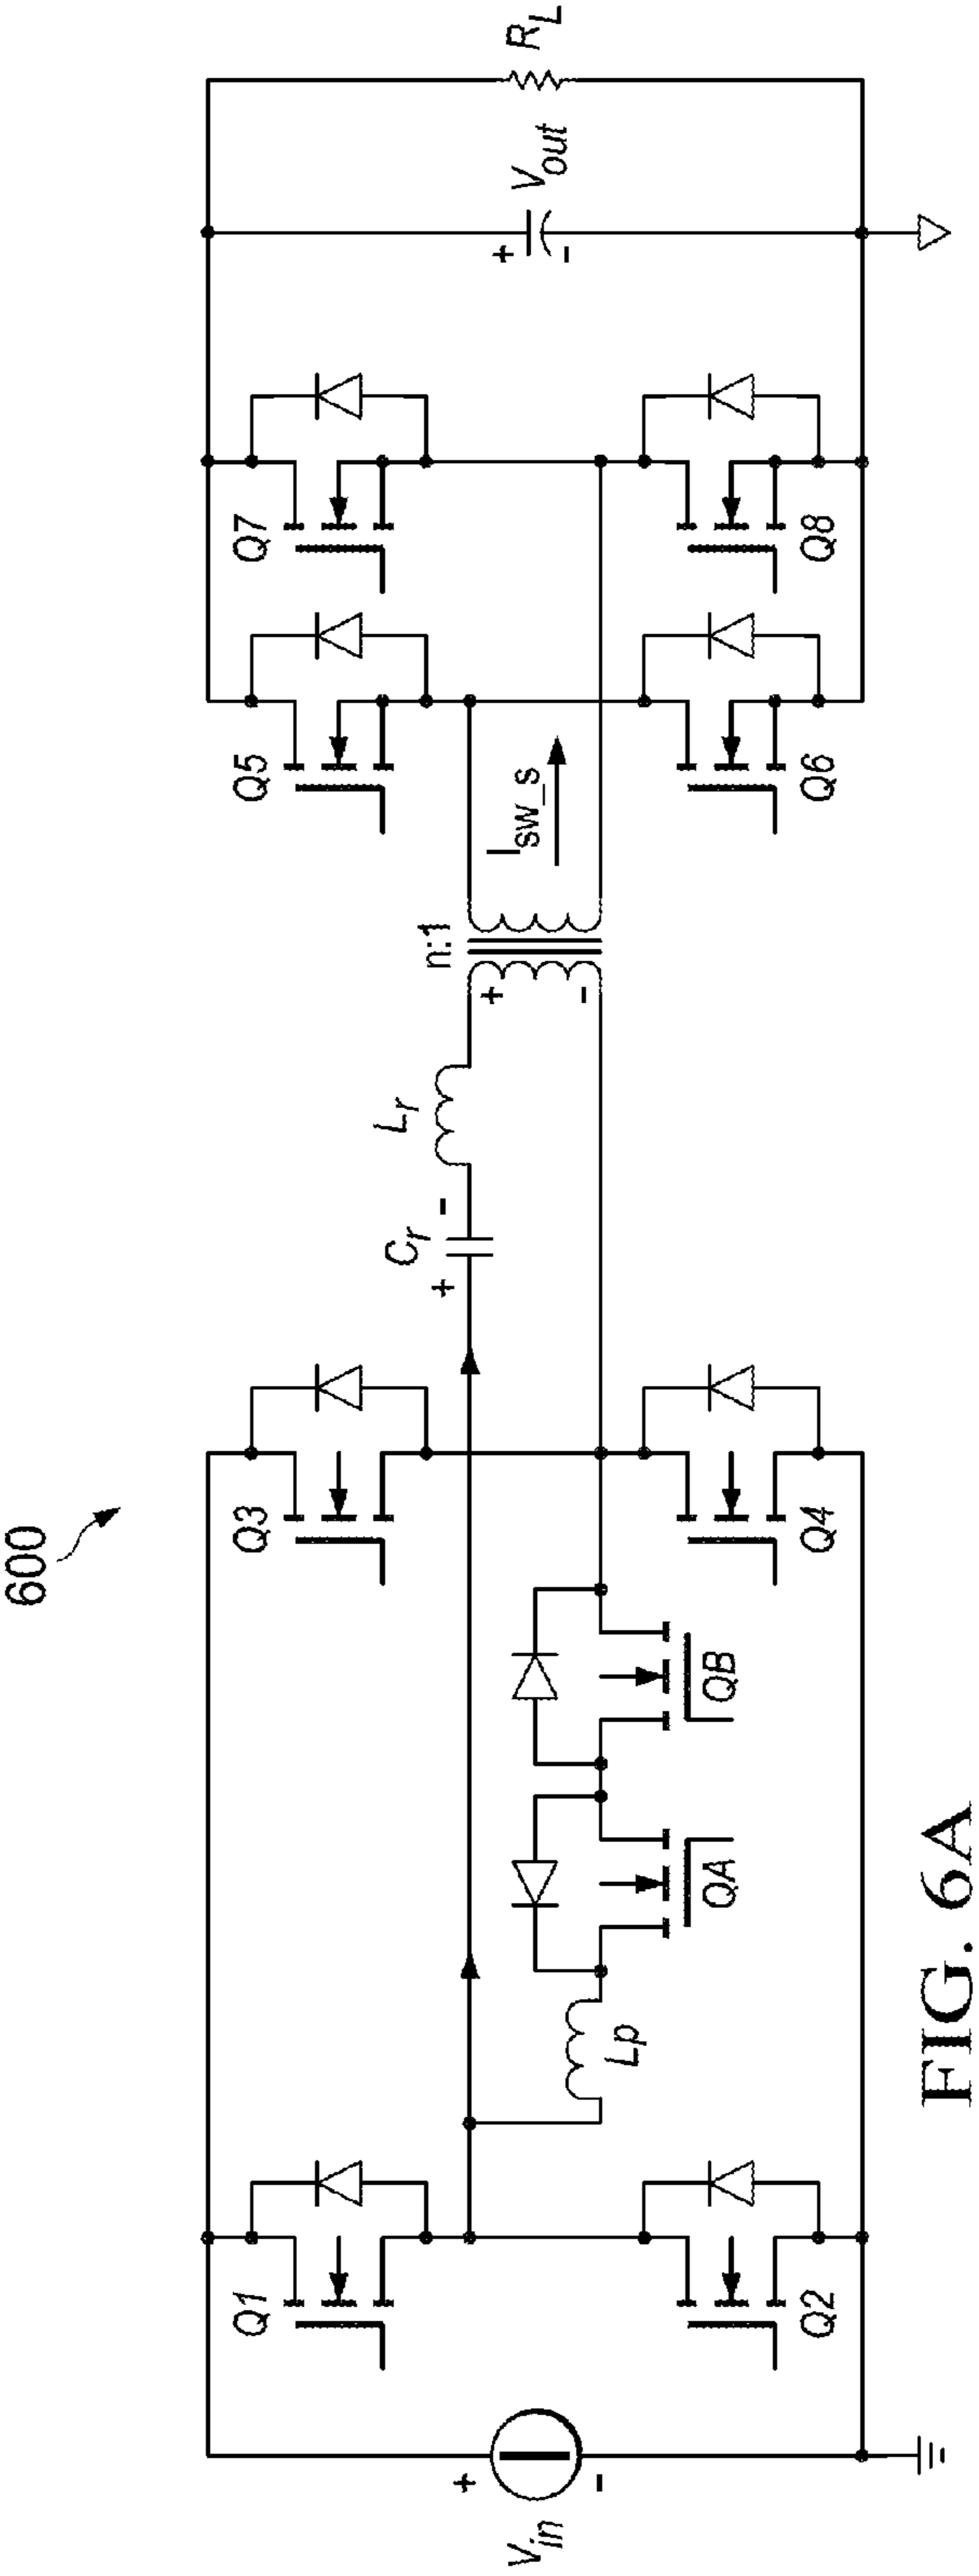 600
Q1
Q3
Q5
Q7
+
Vin
-
Q2
Lp
QA
QB
Q4
+
Cr
-
Lr
n:1
+
-
Isw_s
Q6
Q8
+
Vout
-
RL
FIG. 6A